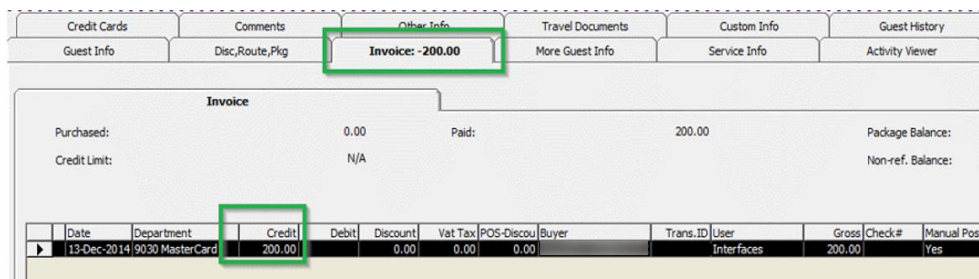 Credit Cards Comments Other Info Travel Documents Custom Info Guest History
Guest Info Disc,Route,Pkg Invoice: -200.00 More Guest Info Service Info Activity Viewer
Invoice
Purchased: 0.00 Paid: 200.00 Package Balance:
Credit Limit: N/A Non-ref. Balance:
Date Department Credit Debit Discount Vat Tax POS-Discou Buyer Trans.ID User Gross Check# Manual Pos
13-Dec-2014 9030 MasterCard 200.00 0.00 0.00 0.00 Interfaces 200.00 Yes